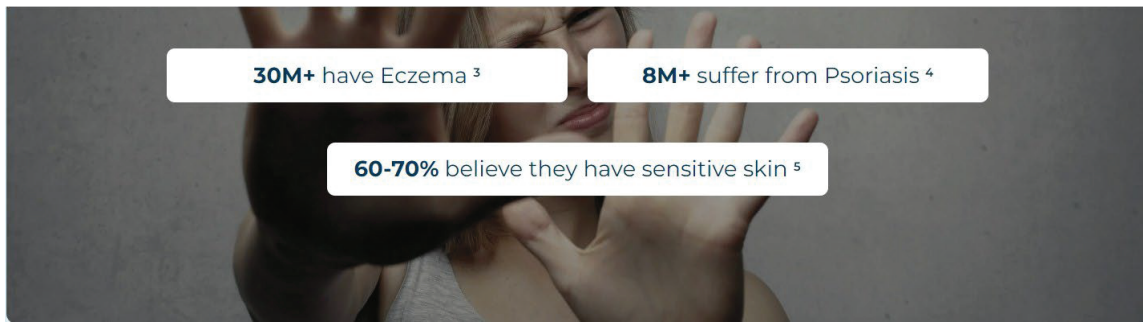 30M+ have Eczema ³
8M+ suffer from Psoriasis ⁴
60-70% believe they have sensitive skin ⁵